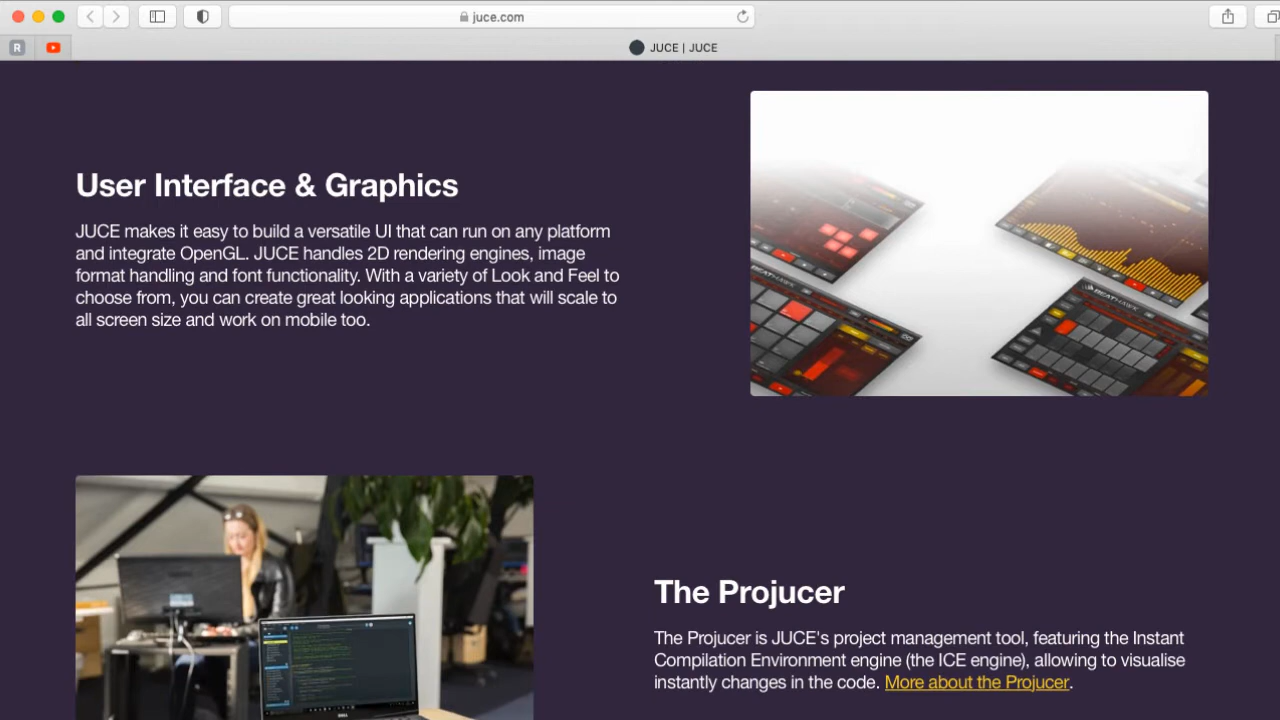 juce.com
R
JUCE | JUCE
User Interface & Graphics
JUCE makes it easy to build a versatile UI that can run on any platform
and integrate OpenGL. JUCE handles 2D rendering engines, image
format handling and font functionality. With a variety of Look and Feel to
choose from, you can create great looking applications that will scale to
all screen size and work on mobile too.
BEATHAWK
BEATHAWK
The Projucer
The Projucer is JUCE's project management tool, featuring the Instant
Compilation Environment engine (the ICE engine), allowing to visualise
instantly changes in the code. More about the Projucer.
DELL